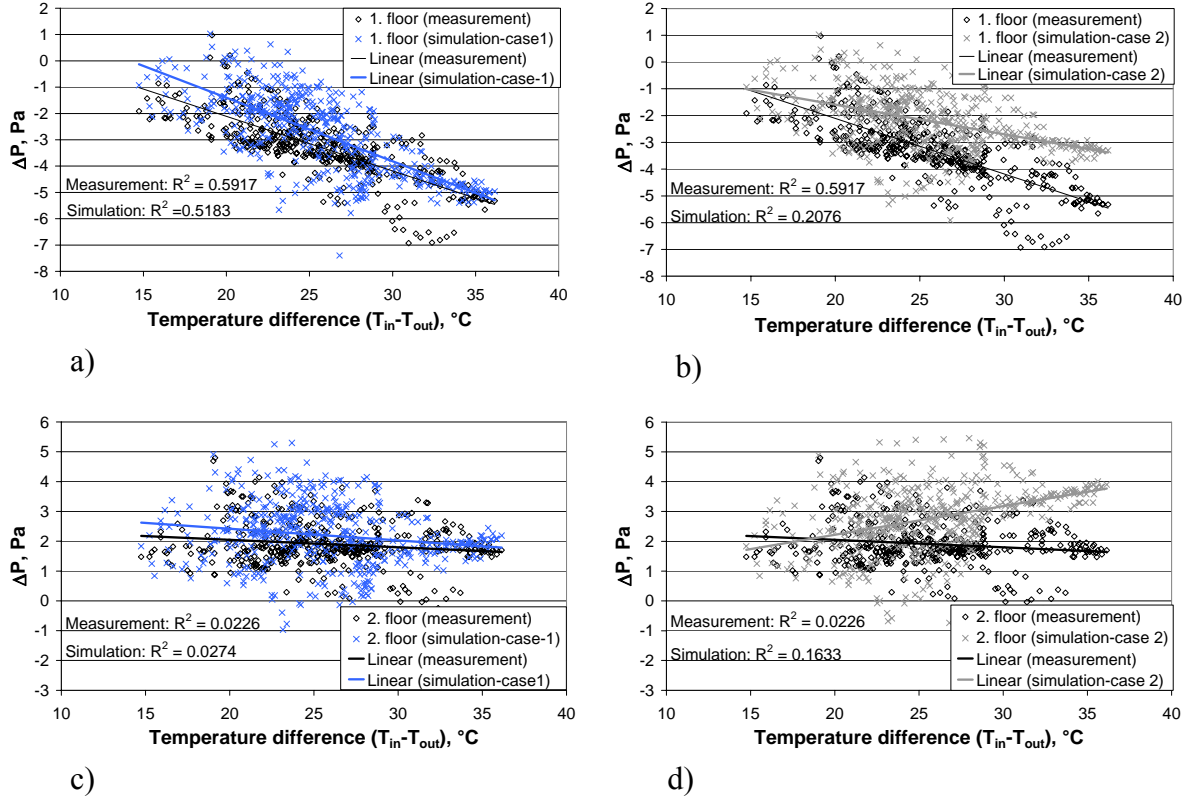 2
1
0
-1
-2
-3
-4
-5
-6
-7
-8
ΔP, Pa
1. floor (measurement)
1. floor (simulation-case1)
Linear (measurement)
Linear (simulation-case-1)
Measurement: R² = 0.5917
Simulation: R² =0.5183
10 15 20 25 30 35 40
Temperature difference (Tin-Tout), °C
a)
2
1
0
-1
-2
-3
-4
-5
-6
-7
-8
ΔP, Pa
1. floor (measurement)
1. floor (simulation-case 2)
Linear (measurement)
Linear (simulation-case 2)
Measurement: R² = 0.5917
Simulation: R² = 0.2076
10 15 20 25 30 35 40
Temperature difference (Tin-Tout), °C
b)
6
5
4
3
2
1
0
-1
-2
-3
ΔP, Pa
Measurement: R² = 0.0226
Simulation: R² = 0.0274
2. floor (measurement)
2. floor (simulation-case-1)
Linear (measurement)
Linear (simulation-case1)
10 15 20 25 30 35 40
Temperature difference (Tin-Tout), °C
c)
6
5
4
3
2
1
0
-1
-2
-3
ΔP, Pa
Measurement: R² = 0.0226
Simulation: R² = 0.1633
2. floor (measurement)
2. floor (simulation-case 2)
Linear (measurement)
Linear (simulation-case 2)
10 15 20 25 30 35 40
Temperature difference (Tin-Tout), °C
d)